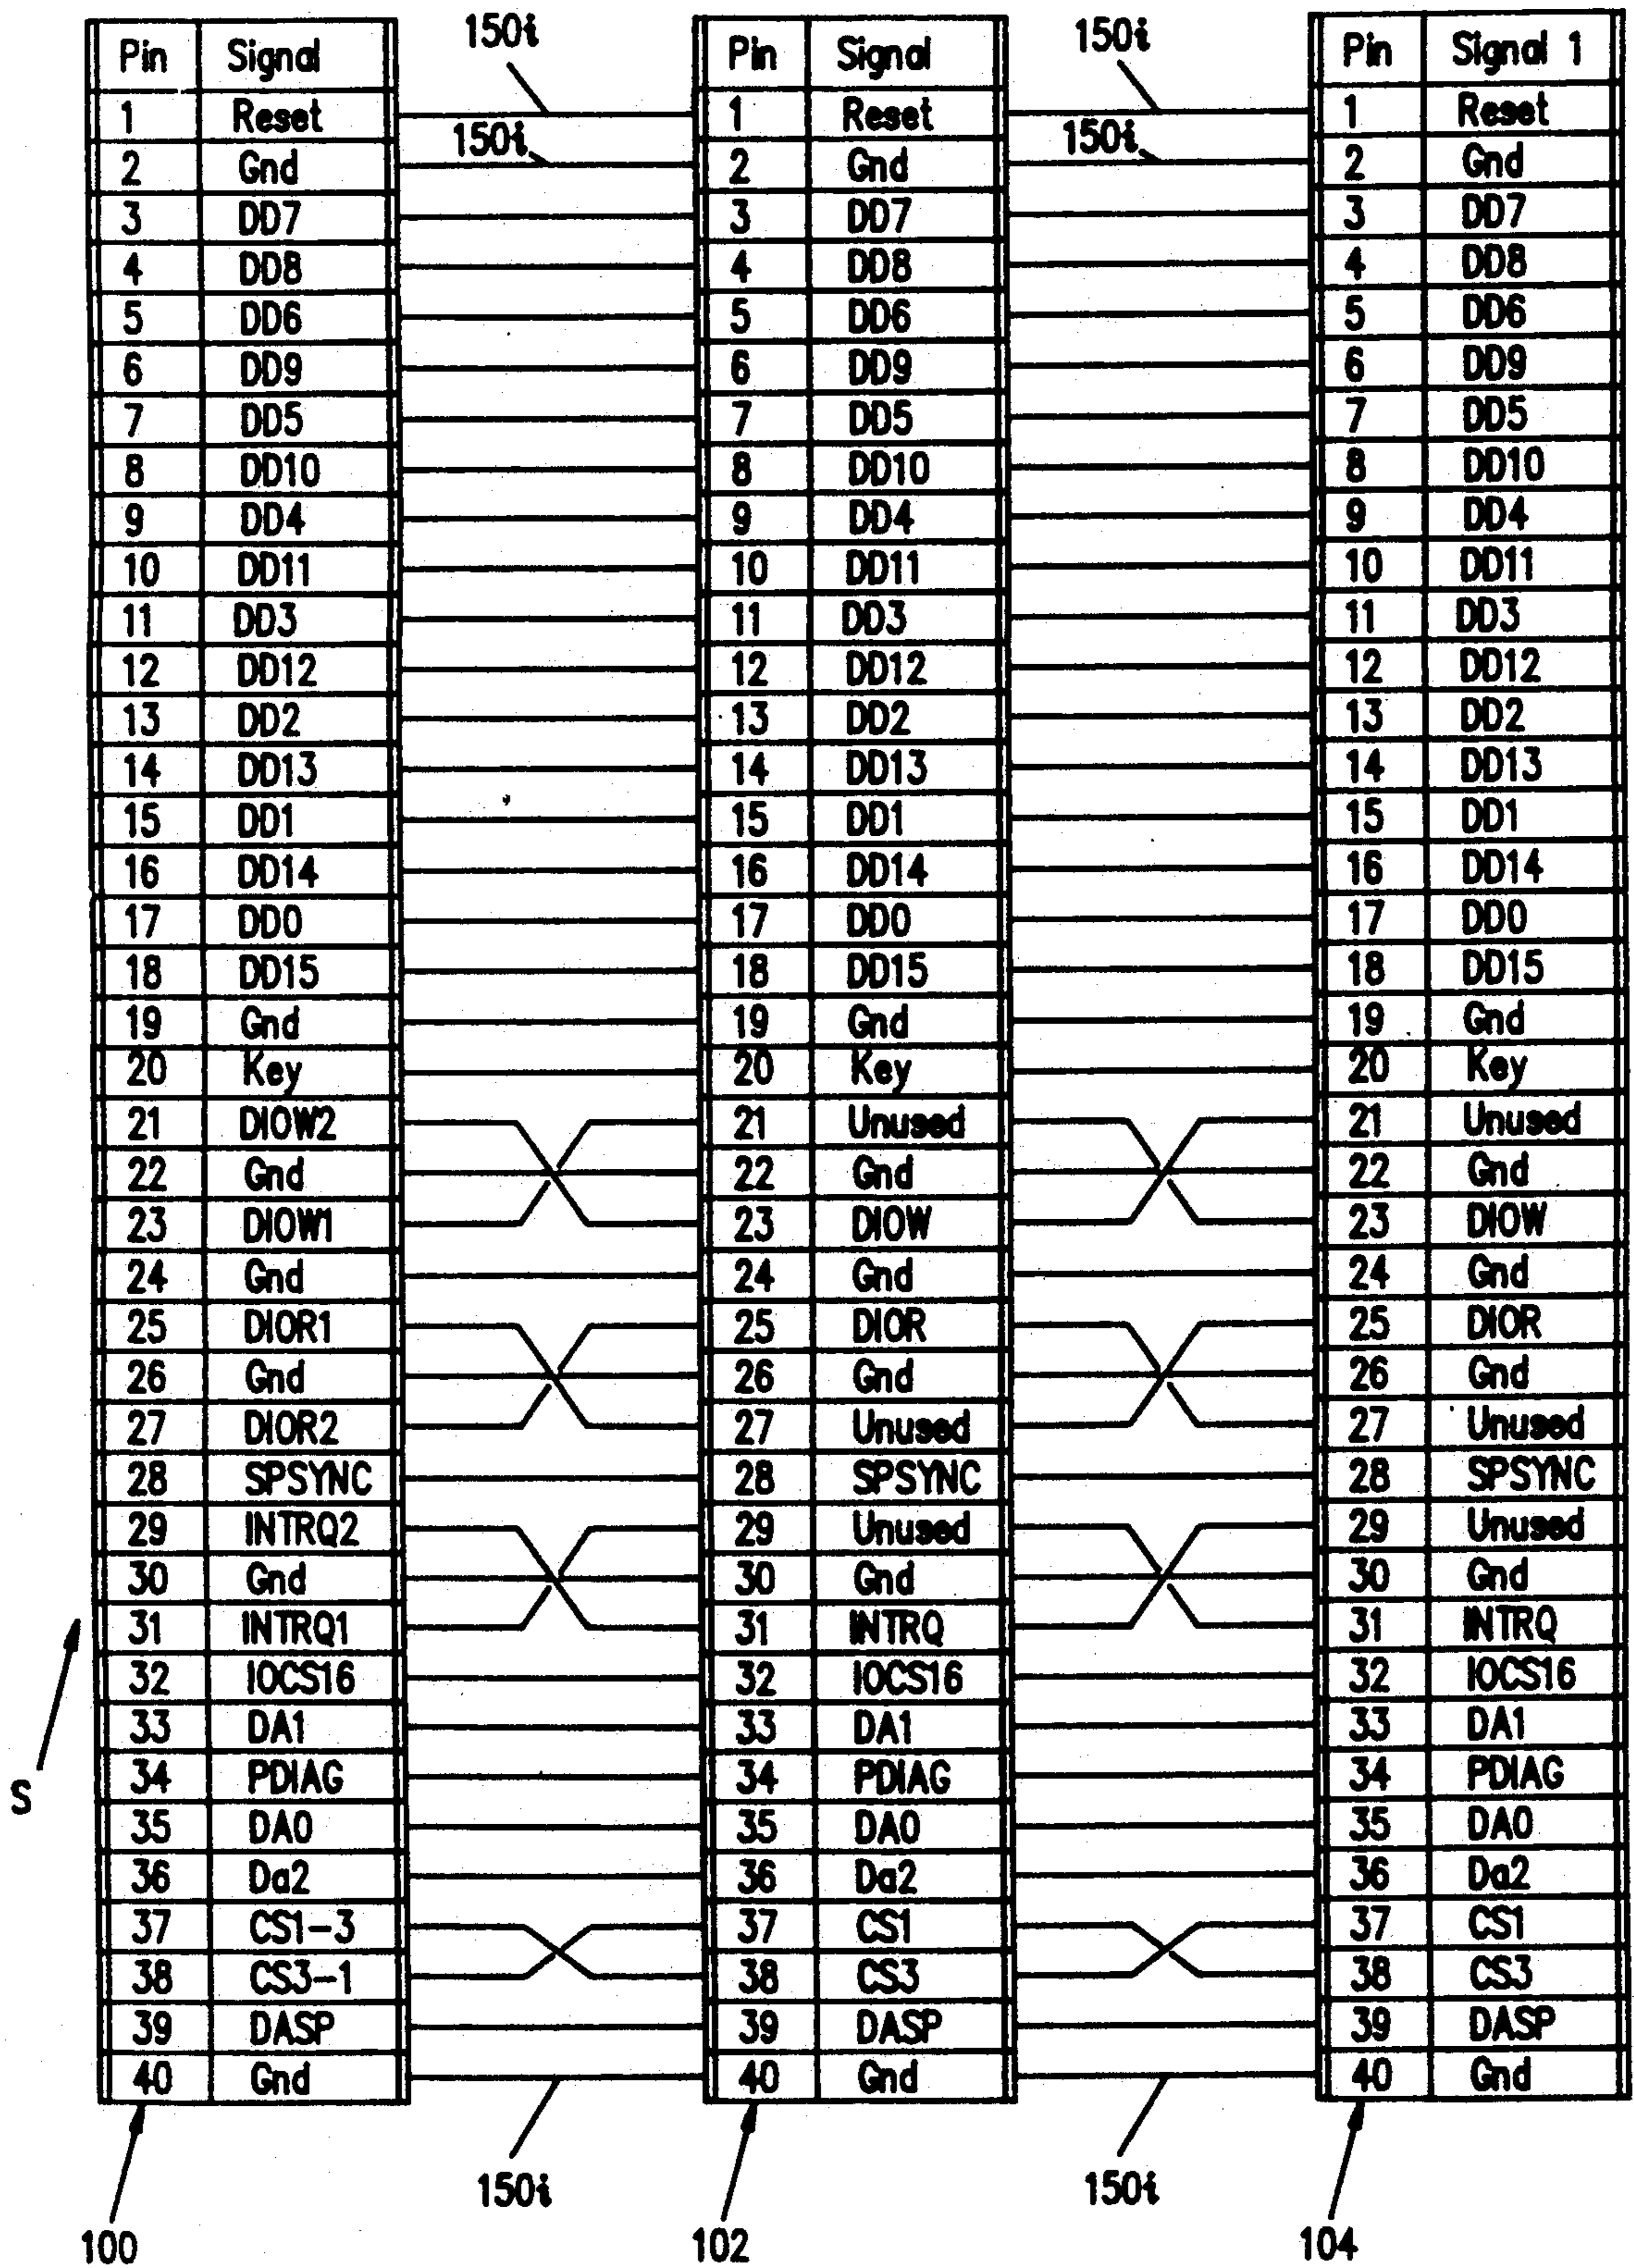 150i 150i
Pin Signal Pin Signal Pin Signal 1
1 Reset 1 Reset 1 Reset
150i 150i
2 Gnd 2 Gnd 2 Gnd
3 DD7 3 DD7 3 DD7
4 DD8 4 DD8 4 DD8
5 DD6 5 DD6 5 DD6
6 DD9 6 DD9 6 DD9
7 DD5 7 DD5 7 DD5
8 DD10 8 DD10 8 DD10
9 DD4 9 DD4 9 DD4
10 DD11 10 DD11 10 DD11
11 DD3 11 DD3 11 DD3
12 DD12 12 DD12 12 DD12
13 DD2 13 DD2 13 DD2
14 DD13 14 DD13 14 DD13
15 DD1 15 DD1 15 DD1
16 DD14 16 DD14 16 DD14
17 DD0 17 DD0 17 DD0
18 DD15 18 DD15 18 DD15
19 Gnd 19 Gnd 19 Gnd
20 Key 20 Key 20 Key
21 DIOW2 21 Unused 21 Unused
22 Gnd 22 Gnd 22 Gnd
23 DIOW1 23 DIOW 23 DIOW
24 Gnd 24 Gnd 24 Gnd
25 DIOR1 25 DIOR 25 DIOR
26 Gnd 26 Gnd 26 Gnd
27 DIOR2 27 Unused 27 Unused
28 SPSYNC 28 SPSYNC 28 SPSYNC
29 INTRQ2 29 Unused 29 Unused
30 Gnd 30 Gnd 30 Gnd
31 INTRQ1 31 INTRQ 31 INTRQ
32 IOCS16 32 IOCS16 32 IOCS16
33 DA1 33 DA1 33 DA1
34 PDIAG 34 PDIAG 34 PDIAG
S
35 DA0 35 DA0 35 DA0
36 Da2 36 Da2 36 Da2
37 CS1-3 37 CS1 37 CS1
38 CS3-1 38 CS3 38 CS3
39 DASP 39 DASP 39 DASP
40 Gnd 40 Gnd 40 Gnd
150i 150i
100 102 104